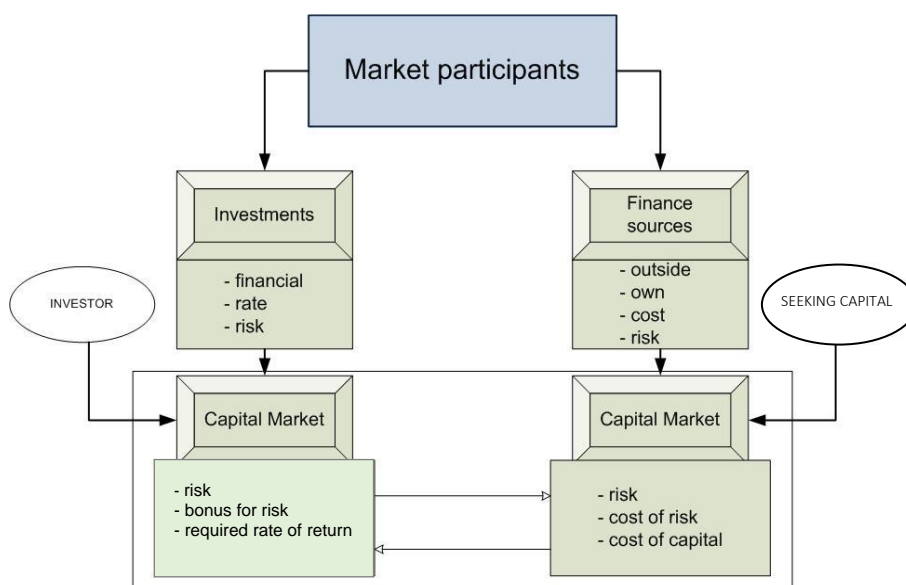 Market participants
Investments
- financial
- rate
- risk
Finance
sources
- outside
- own
- cost
- risk
INVESTOR
SEEKING CAPITAL
Capital Market
- risk
- bonus for risk
- required rate of return
Capital Market
- risk
- cost of risk
- cost of capital